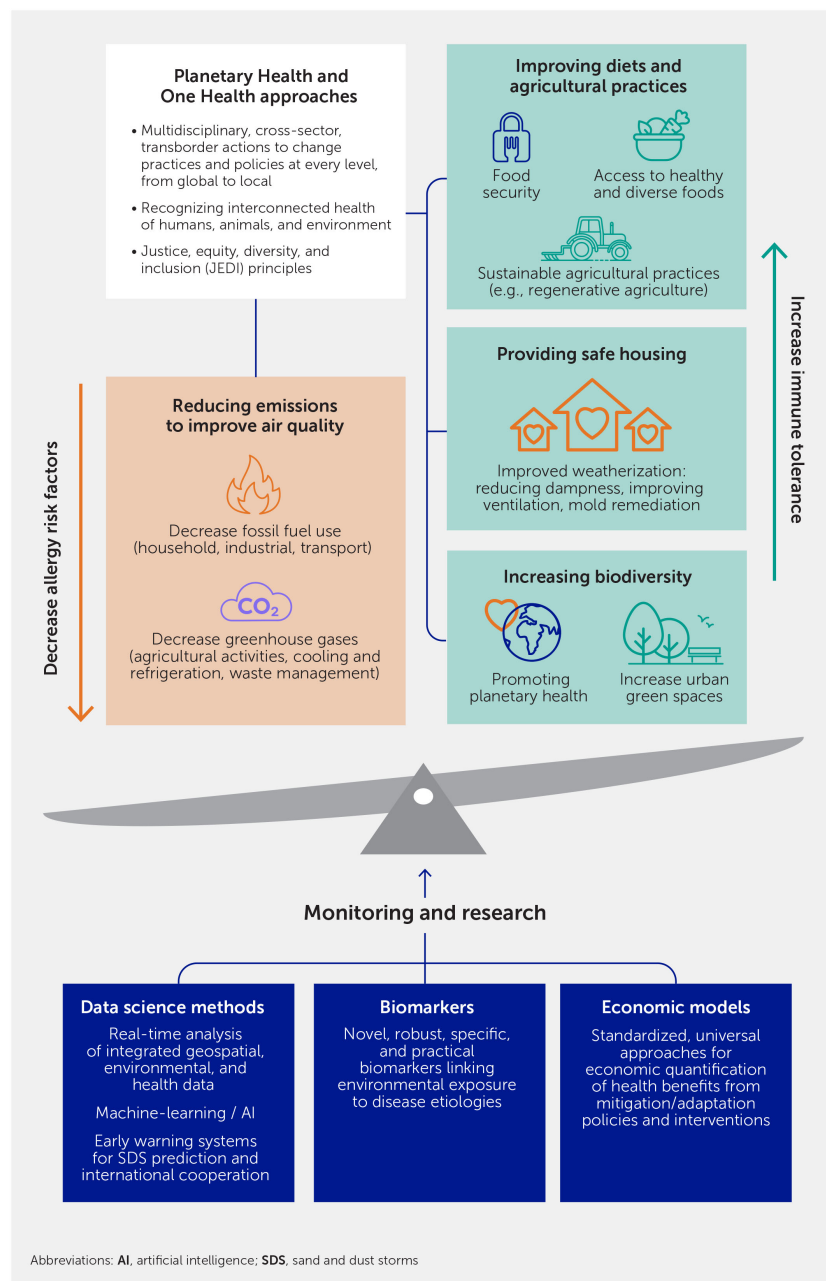 Planetary Health and
One Health approaches
• Multidisciplinary, cross-sector,
transborder actions to change
practices and policies at every level,
from global to local
• Recognizing interconnected health
of humans, animals, and environment
• Justice, equity, diversity, and
inclusion (JEDI) principles
Improving diets and
agricultural practices
Food
security
Access to healthy
and diverse foods
Sustainable agricultural practices
(e.g., regenerative agriculture)
Providing safe housing
Improved weatherization:
reducing dampness, improving
ventilation, mold remediation
Increasing biodiversity
Promoting
planetary health
Increase urban
green spaces
Increase immune tolerance
Decrease allergy risk factors
Reducing emissions
to improve air quality
Decrease fossil fuel use
(household, industrial, transport)
CO₂
Decrease greenhouse gases
(agricultural activities, cooling and
refrigeration, waste management)
Monitoring and research
Data science methods
Real-time analysis
of integrated geospatial,
environmental, and
health data
Machine-learning / AI
Early warning systems
for SDS prediction and
international cooperation
Biomarkers
Novel, robust, specific,
and practical
biomarkers linking
environmental exposure
to disease etiologies
Economic models
Standardized, universal
approaches for
economic quantification
of health benefits from
mitigation/adaptation
policies and interventions
Abbreviations: AI, artificial intelligence; SDS, sand and dust storms